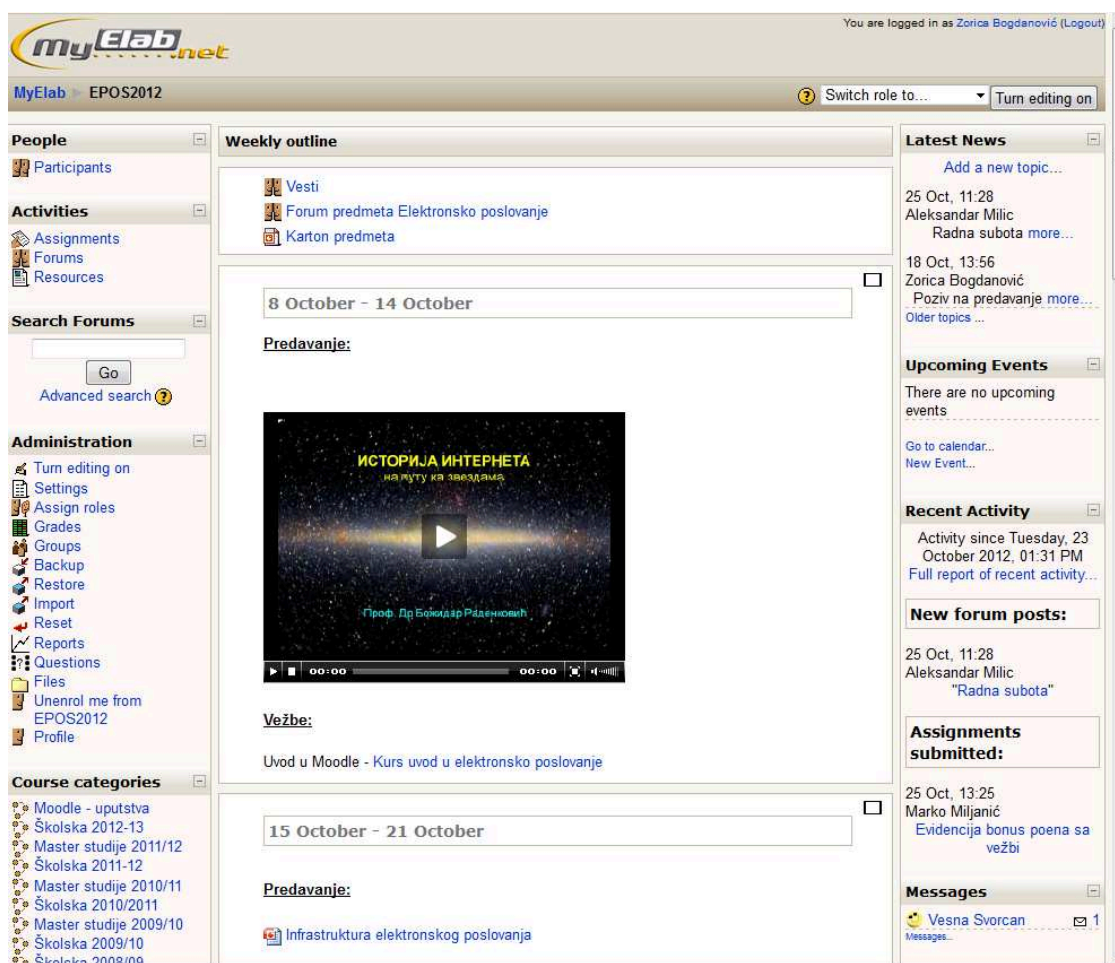 my Elab.net
You are logged in as Zorica Bogdanović (Logout)
MyElab ► EPOS2012
Switch role to...
Turn editing on
People
Participants
Activities
Assignments
Forums
Resources
Search Forums
Go
Advanced search
Administration
Turn editing on
Settings
Assign roles
Grades
Groups
Backup
Restore
Import
Reset
Reports
Questions
Files
Unenrol me from
EPOS2012
Profile
Course categories
Moodle - uputstva
Školska 2012-13
Master studije 2011/12
Školska 2011-12
Master studije 2010/11
Školska 2010/2011
Master studije 2009/10
Školska 2009/10
Školska 2008/09
Weekly outline
Vesti
Forum predmeta Elektronsko poslovanje
Karton predmeta
8 October - 14 October
Predavanje:
ИСТОРИЈА ИНТЕРНЕТА
на путу ка звездама
Проф. Др Божидар Раденковић
00:00
00:00
Vežbe:
Uvod u Moodle - Kurs uvod u elektronsko poslovanje
15 October - 21 October
Predavanje:
Infrastruktura elektronskog poslovanja
Latest News
Add a new topic...
25 Oct, 11:28
Aleksandar Milic
Radna subota more...
18 Oct, 13:56
Zorica Bogdanović
Poziv na predavanje more...
Older topics ...
Upcoming Events
There are no upcoming
events
Go to calendar...
New Event...
Recent Activity
Activity since Tuesday, 23
October 2012, 01:31 PM
Full report of recent activity...
New forum posts:
25 Oct, 11:28
Aleksandar Milic
"Radna subota"
Assignments
submitted:
25 Oct, 13:25
Marko Miljanić
Evidencija bonus poena sa
vežbi
Messages
Vesna Svorcan 1
Messages...